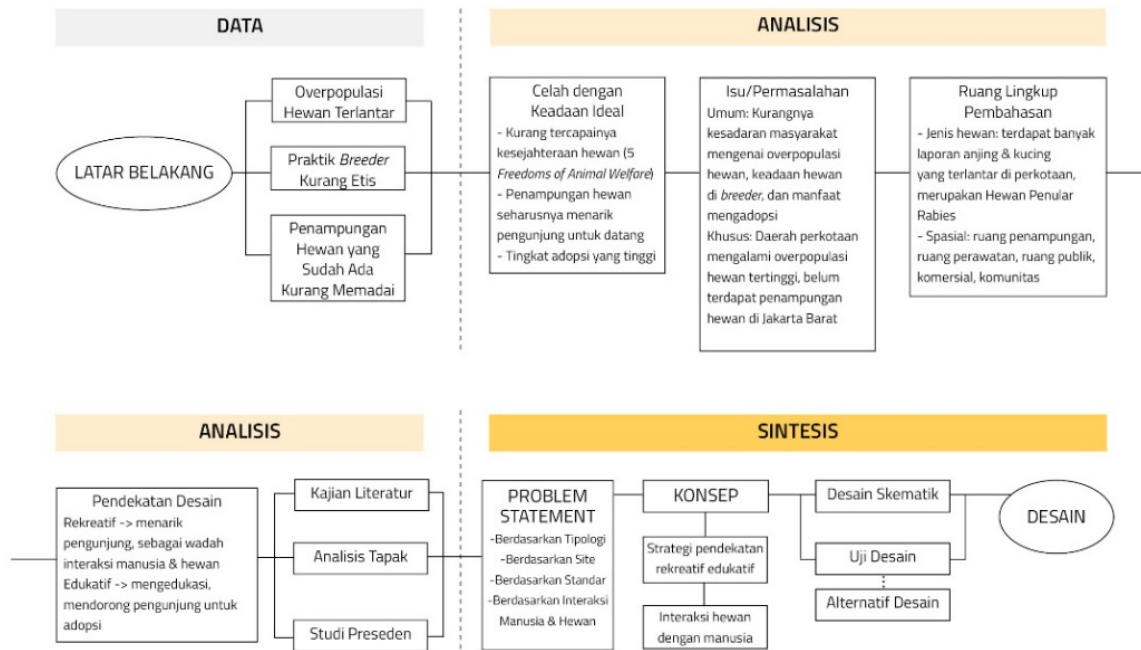 DATA
ANALISIS
LATAR BELAKANG
Overpopulasi
Hewan Terlantar
Praktik Breeder
Kurang Etis
Penampungan
Hewan yang
Sudah Ada
Kurang Memadai
Celah dengan
Keadaan Ideal
- Kurang tercapainya
kesejahteraan hewan (5
Freedoms of Animal Welfare)
- Penampungan hewan
seharusnya menarik
pengunjung untuk datang
- Tingkat adopsi yang tinggi
Isu/Permasalahan
Umum: Kurangnya
kesadaran masyarakat
mengenai overpopulasi
hewan, keadaan hewan
di breeder, dan manfaat
mengadopsi
Khusus: Daerah perkotaan
mengalami overpopulasi
hewan tertinggi, belum
terdapat penampungan
hewan di Jakarta Barat
Ruang Lingkup
Pembahasan
- Jenis hewan: terdapat banyak
laporan anjing & kucing
yang terlantar di perkotaan,
merupakan Hewan Penular
Rabies
- Spasial: ruang penampungan,
ruang perawatan, ruang publik,
komersial, komunitas
ANALISIS
SINTESIS
Pendekatan Desain
Rekreatif -> menarik
pengunjung, sebagai wadah
interaksi manusia & hewan
Edukatif -> mengedukasi,
mendorong pengunjung untuk
adopsi
Kajian Literatur
Analisis Tapak
Studi Preseden
PROBLEM
STATEMENT
-Berdasarkan Tipologi
-Berdasarkan Site
-Berdasarkan Standar
-Berdasarkan Interaksi
Manusia & Hewan
KONSEP
Strategi pendekatan
rekreatif edukatif
Interaksi hewan
dengan manusia
Desain Skematik
Uji Desain
Alternatif Desain
DESAIN